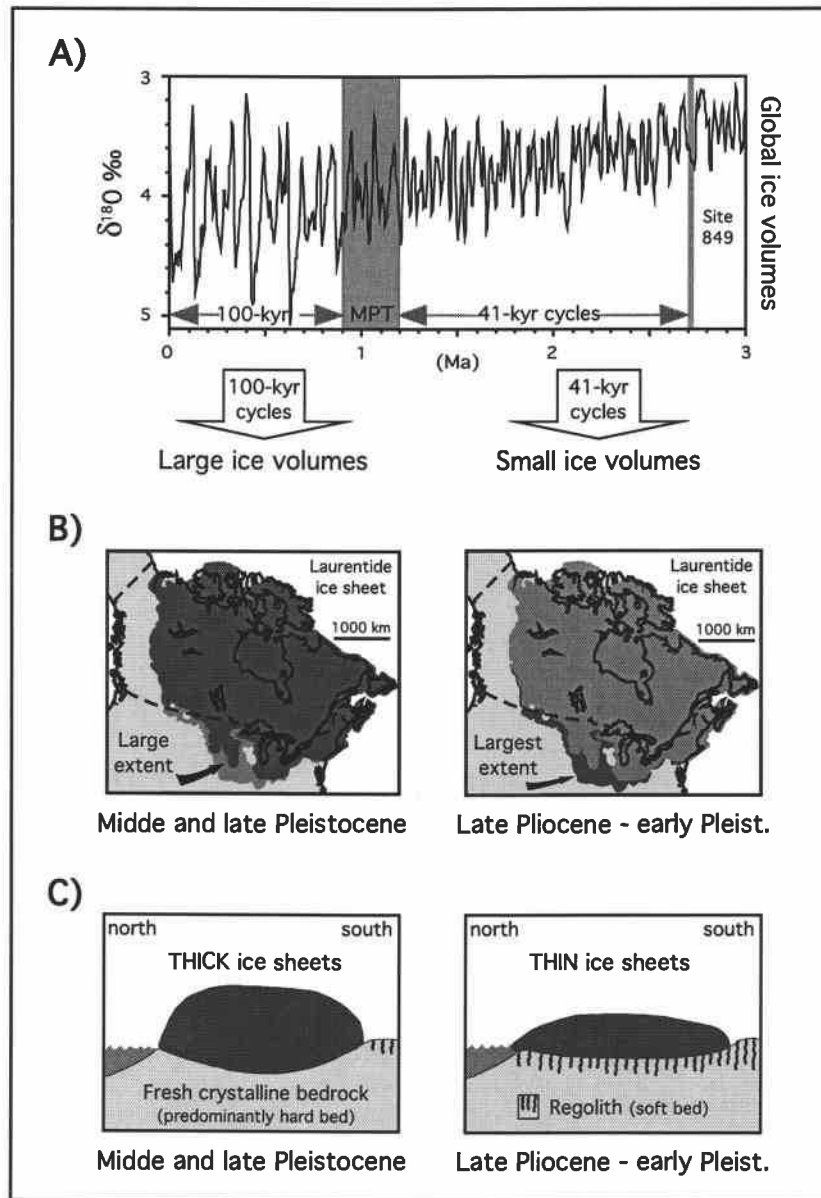 A)
3
4
5
δ¹⁸O ‰
Global ice volumes
Site
849
100-kyr
MPT
41-kyr cycles
0
1
(Ma)
2
3
100-kyr
cycles
41-kyr
cycles
Large ice volumes
Small ice volumes
B)
Laurentide
ice sheet
1000 km
Large
extent
Laurentide
ice sheet
1000 km
Largest
extent
Midde and late Pleistocene
Late Pliocene - early Pleist.
C)
north
south
THICK ice sheets
Fresh crystalline bedrock
(predominantly hard bed)
north
south
THIN ice sheets
Regolith (soft bed)
Midde and late Pleistocene
Late Pliocene - early Pleist.